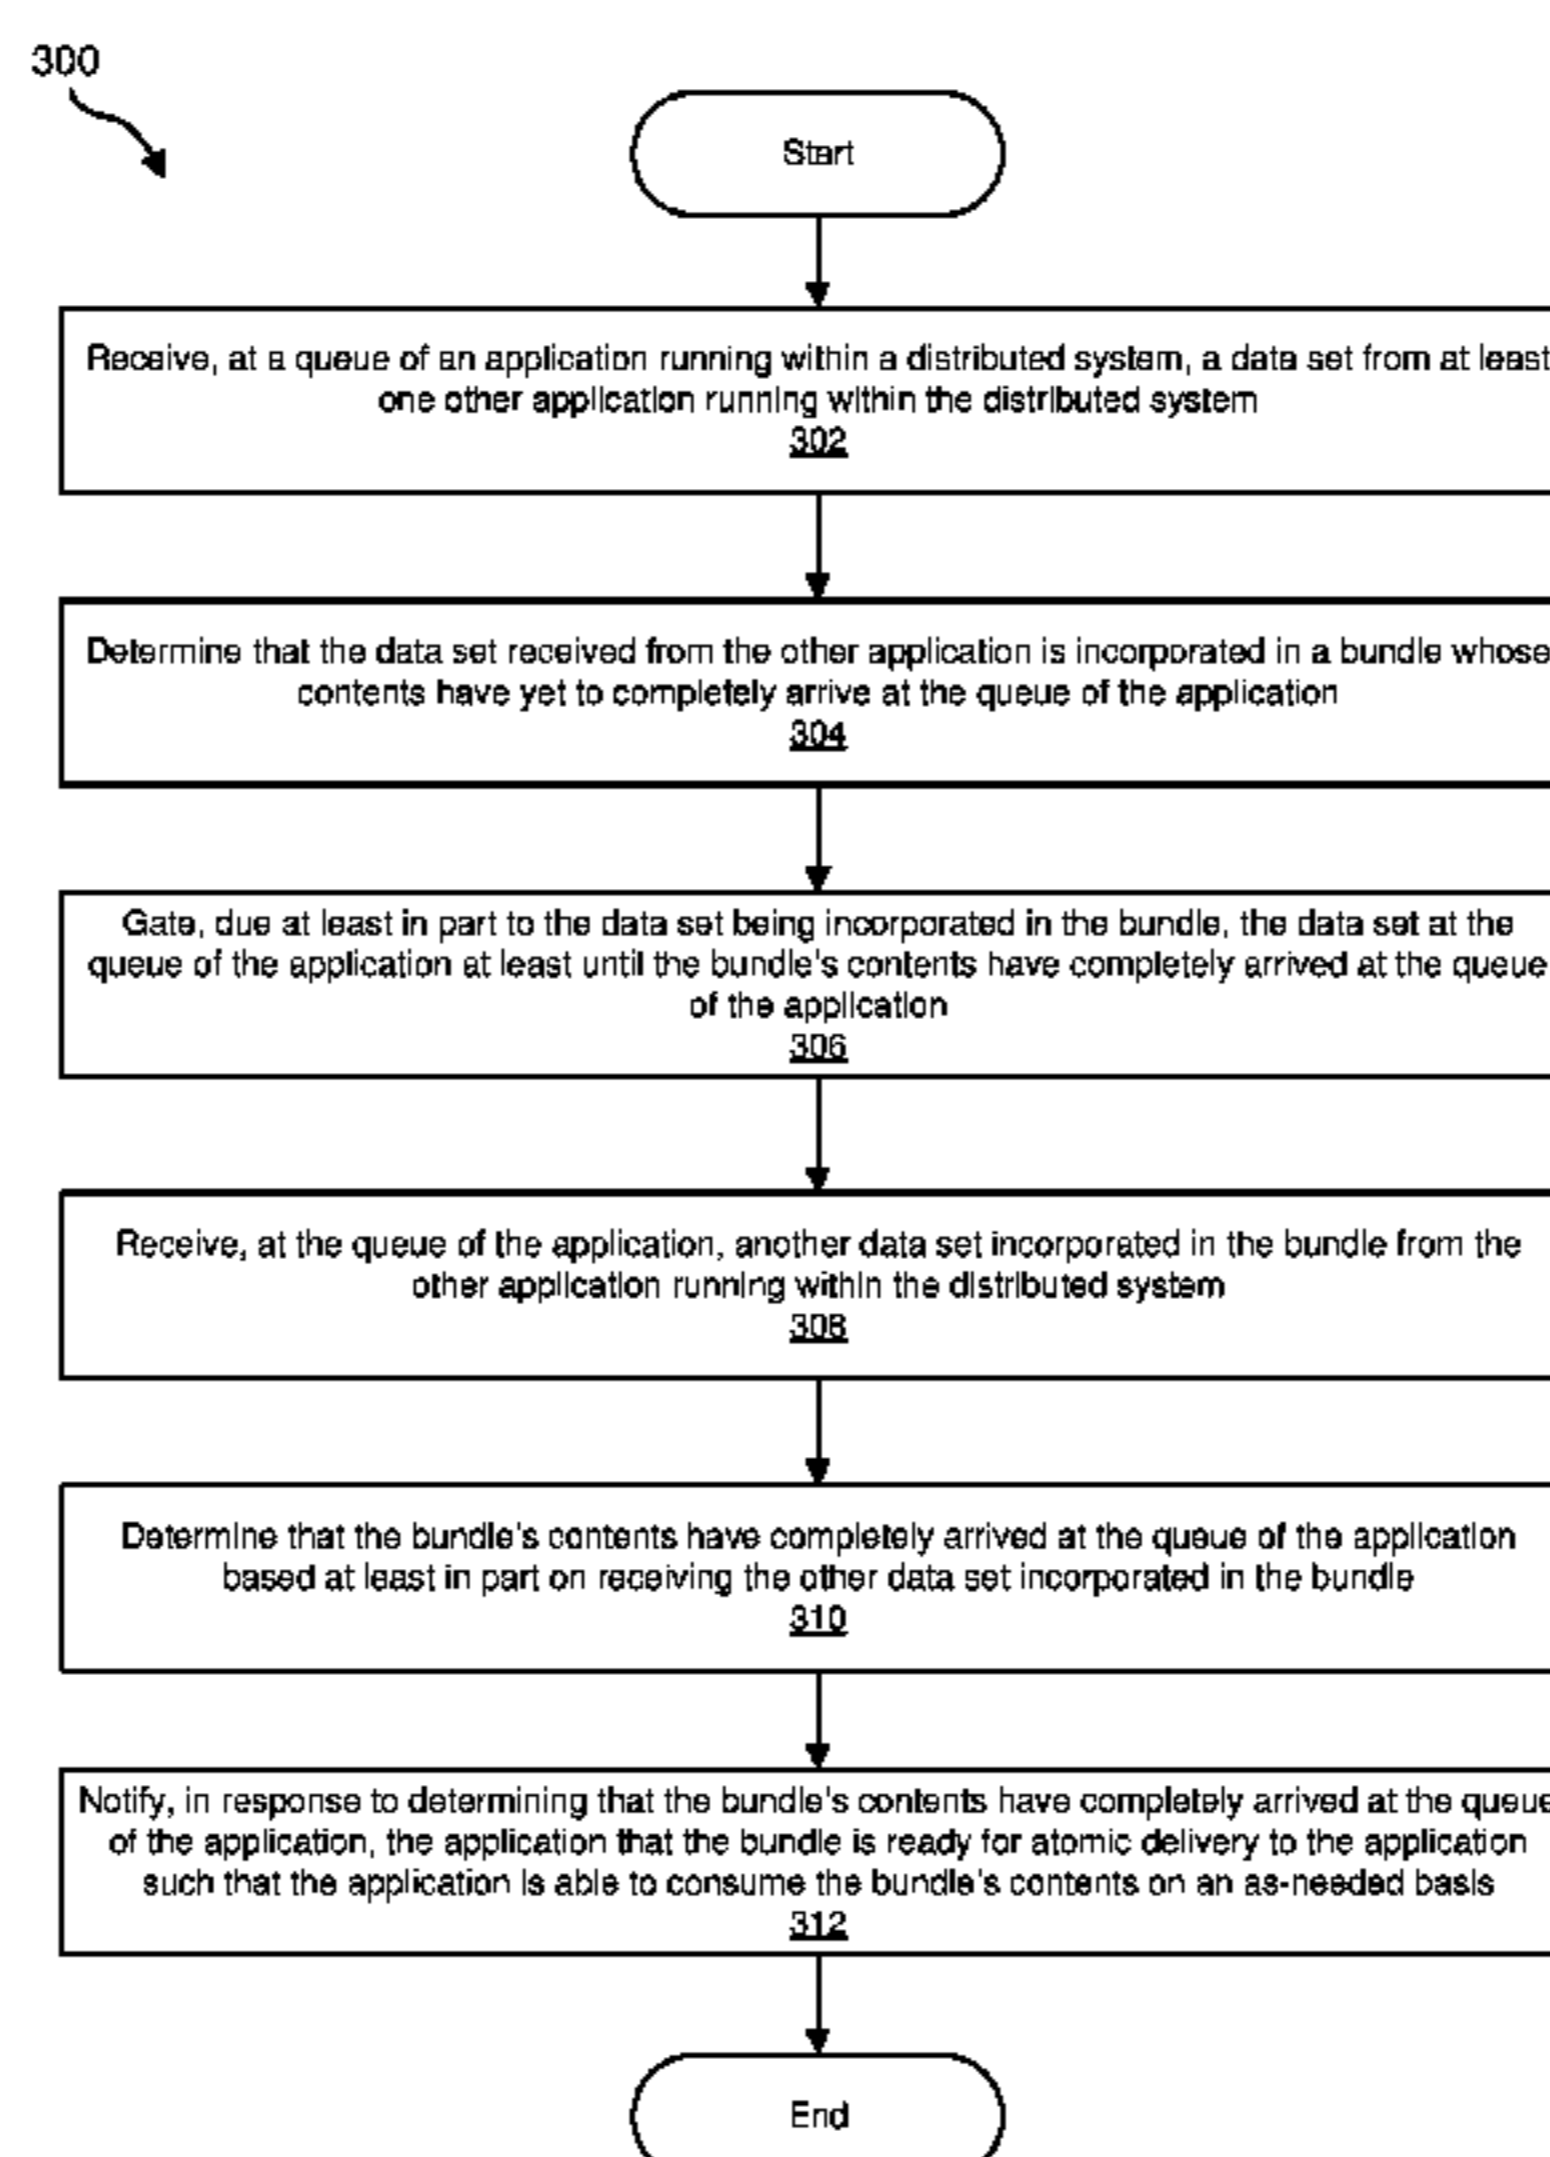 300
Start
Receive, at a queue of an application running within a distributed system, a data set from at least
one other application running within the distributed system
302
Determine that the data set received from the other application is incorporated in a bundle whose
contents have yet to completely arrive at the queue of the application
304
Gate, due at least in part to the data set being incorporated in the bundle, the data set at the
queue of the application at least until the bundle's contents have completely arrived at the queue
of the application
306
Receive, at the queue of the application, another data set incorporated in the bundle from the
other application running within the distributed system
308
Determine that the bundle's contents have completely arrived at the queue of the application
based at least in part on receiving the other data set incorporated in the bundle
310
Notify, in response to determining that the bundle's contents have completely arrived at the queue
of the application, the application that the bundle is ready for atomic delivery to the application
such that the application is able to consume the bundle's contents on an as-needed basis
312
End